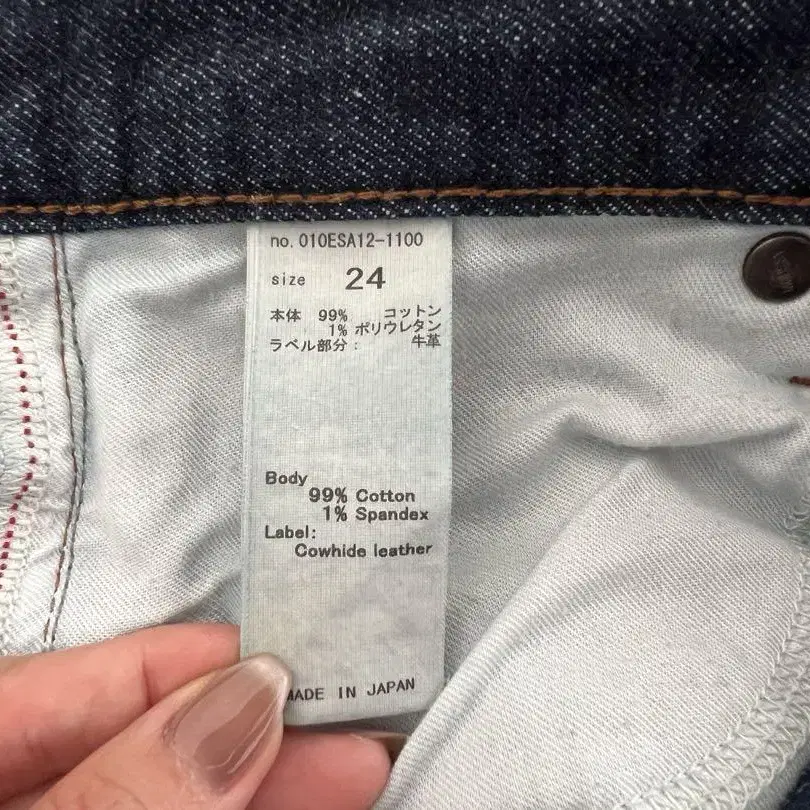 no. 010ESA12-1100
size 24
本体 99% コットン
1% ポリウレタン
ラベル部分: 牛革
Body
99% Cotton
1% Spandex
Label:
Cowhide leather
MADE IN JAPAN